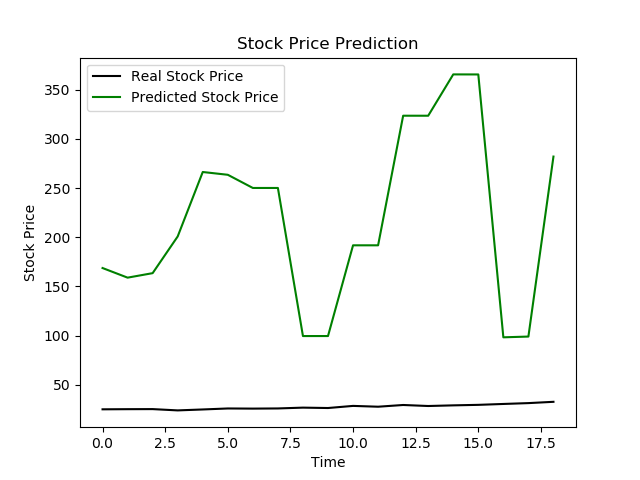 Stock Price Prediction
Real Stock Price
Predicted Stock Price
350
300
250
200
150
100
50
Stock Price
0.0 2.5 5.0 7.5 10.0 12.5 15.0 17.5
Time